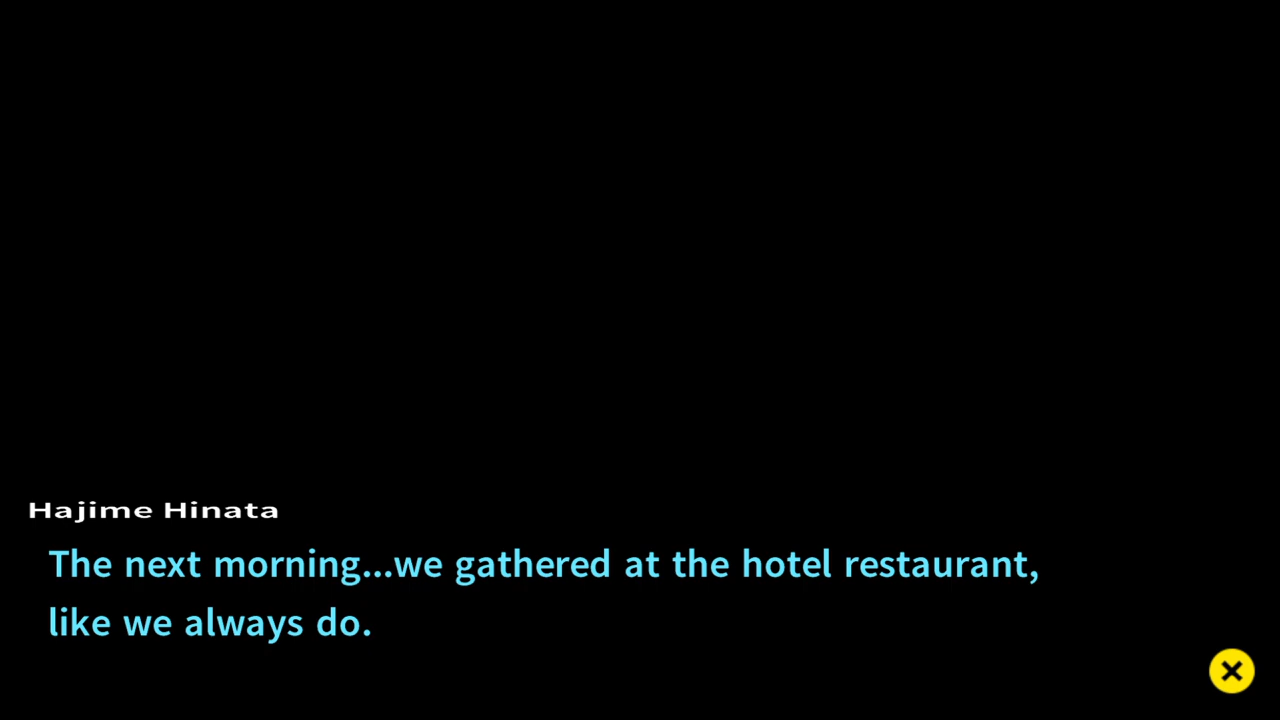 Hajime Hinata
The next morning...we gathered at the hotel restaurant,
like we always do.